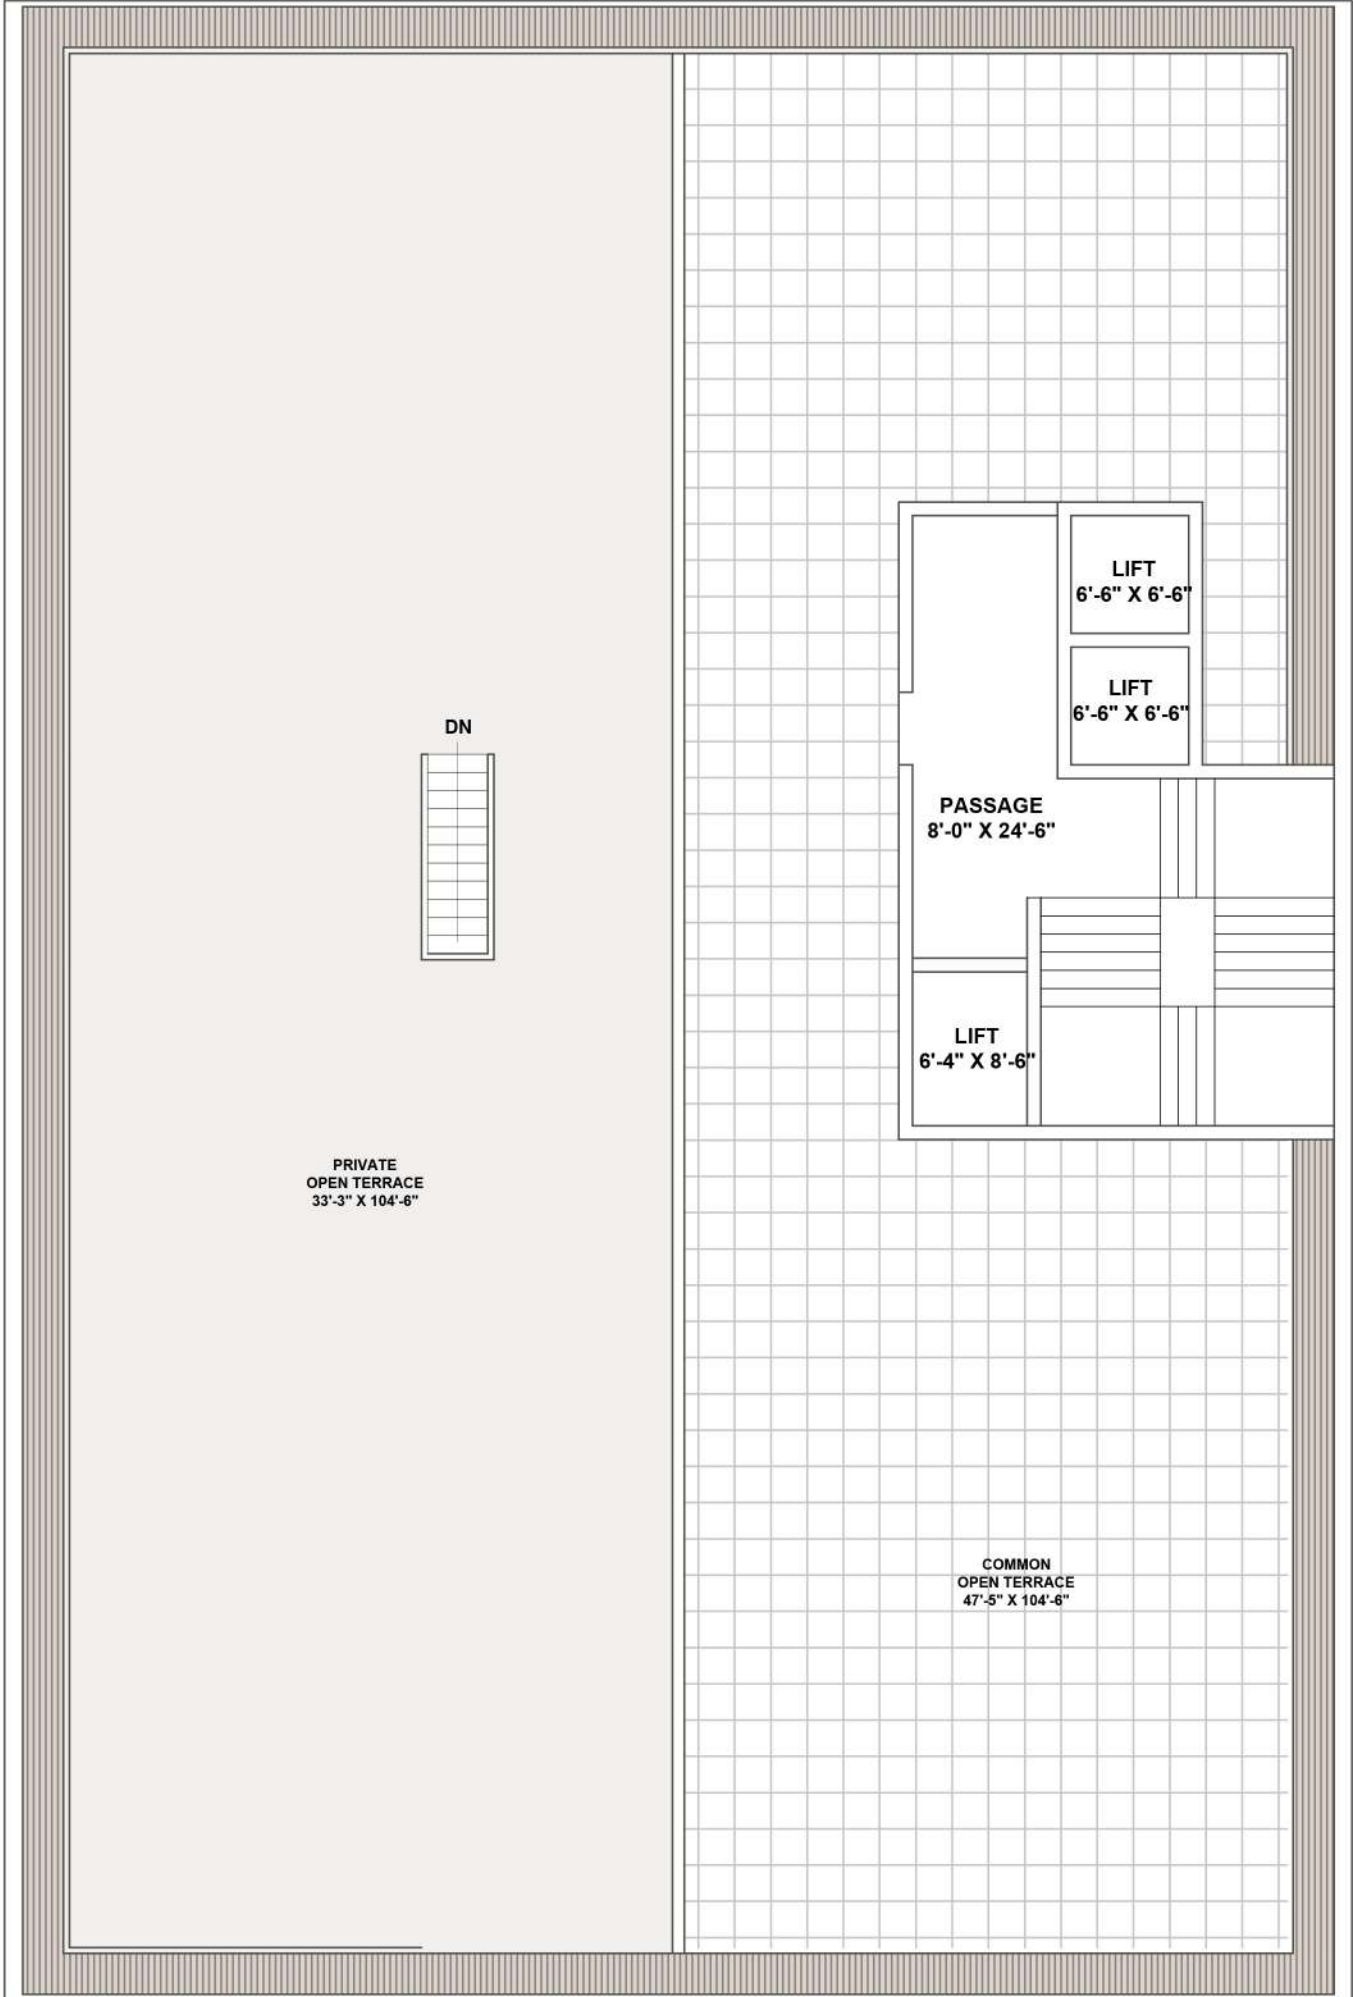 LIFT
6'-6" X 6'-6"
LIFT
6'-6" X 6'-6"
DN
PASSAGE
8'-0" X 24'-6"
LIFT
6'-4" X 8'-6"
PRIVATE
OPEN TERRACE
33'-3" X 104'-6"
COMMON
OPEN TERRACE
47'-5" X 104'-6"